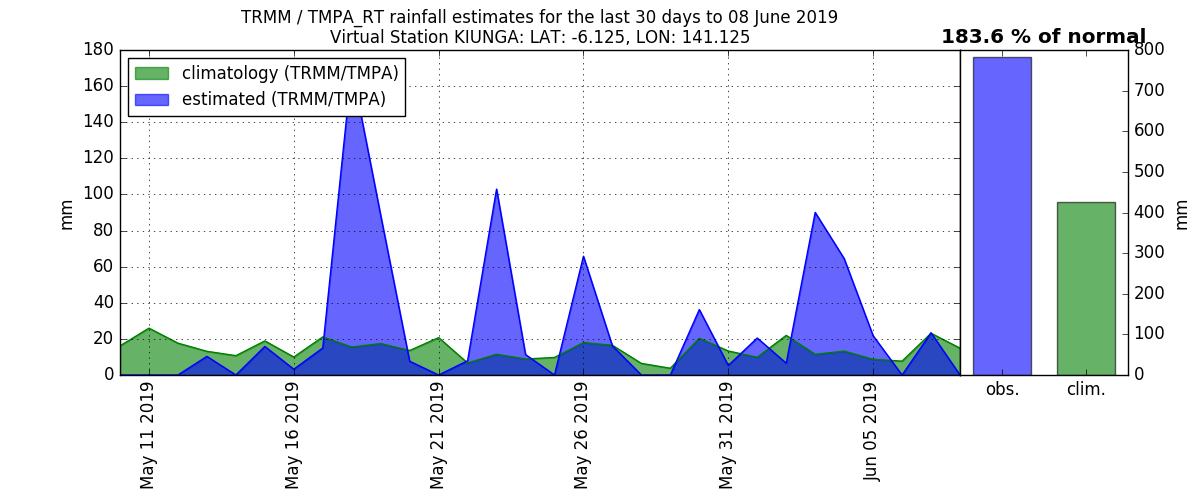 TRMM / TMPA_RT rainfall estimates for the last 30 days to 08 June 2019
Virtual Station KIUNGA: LAT: -6.125, LON: 141.125
183.6 % of normal
climatology (TRMM/TMPA)
estimated (TRMM/TMPA)
mm
180
160
140
120
100
80
60
40
20
0
May 11 2019
May 16 2019
May 21 2019
May 26 2019
May 31 2019
Jun 05 2019
obs.
clim.
800
700
600
500
400
300
200
100
0
mm